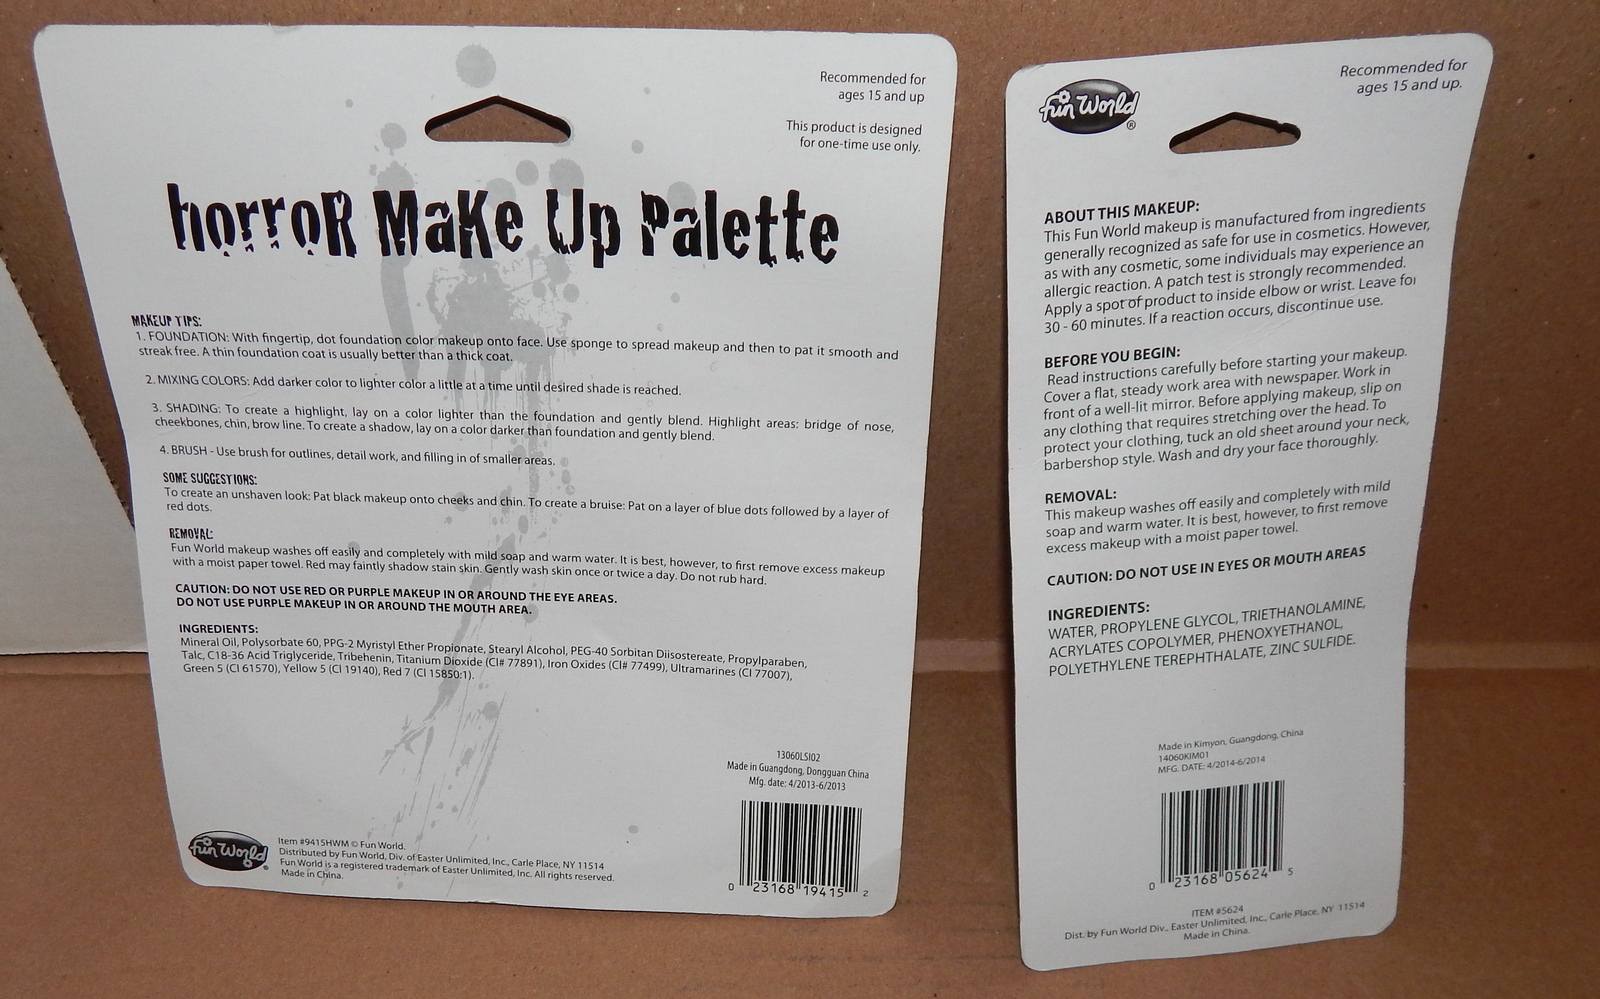 Recommended for
ages 15 and up
This product is designed
for one-time use only.
horroR MaKe Up Palette
MAKEUP TIPS:
1. FOUNDATION: With fingertip, dot foundation color makeup onto face. Use sponge to spread makeup and then to pat it smooth and
streak free. A thin foundation coat is usually better than a thick coat.
2. MIXING COLORS: Add darker color to lighter color a little at a time until desired shade is reached.
3. SHADING: To create a highlight, lay on a color lighter than the foundation and gently blend. Highlight areas: bridge of nose,
cheekbones, chin, brow line. To create a shadow, lay on a color darker than foundation and gently blend.
4. BRUSH - Use brush for outlines, detail work, and filling in of smaller areas.
SOME SUGGESTIONS:
To create an unshaven look: Pat black makeup onto cheeks and chin. To create a bruise: Pat on a layer of blue dots followed by a layer of
red dots.
REMOVAL:
Fun World makeup washes off easily and completely with mild soap and warm water. It is best, however, to first remove excess makeup
with a moist paper towel. Red may faintly shadow stain skin. Gently wash skin once or twice a day. Do not rub hard.
CAUTION: DO NOT USE RED OR PURPLE MAKEUP IN OR AROUND THE EYE AREAS.
DO NOT USE PURPLE MAKEUP IN OR AROUND THE MOUTH AREA.
INGREDIENTS:
Mineral Oil, Polysorbate 60, PPG-2 Myristyl Ether Propionate, Stearyl Alcohol, PEG-40 Sorbitan Diisostereate, Propylparaben,
Talc, C18-36 Acid Triglyceride, Tribehenin, Titanium Dioxide (CI# 77891), Iron Oxides (CI# 77499), Ultramarines (CI 77007),
Green 5 (CI 61570), Yellow 5 (CI 19140), Red 7 (CI 15850:1).
13060LSI02
Made in Guangdong, Dongguan China
Mfg. date: 4/2013-6/2013
0 23168 19415 2
Fun World ®
Item #9415HWM © Fun World.
Distributed by Fun World, Div. of Easter Unlimited, Inc., Carle Place, NY 11514
Fun World is a registered trademark of Easter Unlimited, Inc. All rights reserved.
Made in China.
Fun World ®
Recommended for
ages 15 and up.
ABOUT THIS MAKEUP:
This Fun World makeup is manufactured from ingredients
generally recognized as safe for use in cosmetics. However,
as with any cosmetic, some individuals may experience an
allergic reaction. A patch test is strongly recommended.
Apply a spot of product to inside elbow or wrist. Leave for
30 - 60 minutes. If a reaction occurs, discontinue use.
BEFORE YOU BEGIN:
Read instructions carefully before starting your makeup.
Cover a flat, steady work area with newspaper. Work in
front of a well-lit mirror. Before applying makeup, slip on
any clothing that requires stretching over the head. To
protect your clothing, tuck an old sheet around your neck,
barbershop style. Wash and dry your face thoroughly.
REMOVAL:
This makeup washes off easily and completely with mild
soap and warm water. It is best, however, to first remove
excess makeup with a moist paper towel.
CAUTION: DO NOT USE IN EYES OR MOUTH AREAS
INGREDIENTS:
WATER, PROPYLENE GLYCOL, TRIETHANOLAMINE,
ACRYLATES COPOLYMER, PHENOXYETHANOL,
POLYETHYLENE TEREPHTHALATE, ZINC SULFIDE.
Made in Kimyon, Guangdong, China
14060KIM01
MFG. DATE: 4/2014-6/2014
0 23168 05624 5
ITEM #5624
Dist. by Fun World Div., Easter Unlimited, Inc., Carle Place, NY 11514
Made in China.